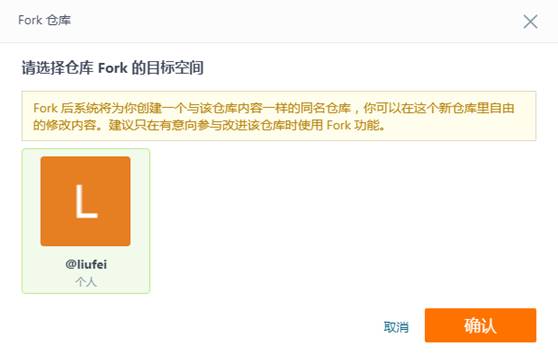 Fork 仓库
请选择仓库 Fork 的目标空间
Fork 后系统将为你创建一个与该仓库内容一样的同名仓库，你可以在这个新仓库里自由
的修改内容。建议只在有意向参与改进该仓库时使用 Fork 功能。
L
@liufei
个人
取消
确认